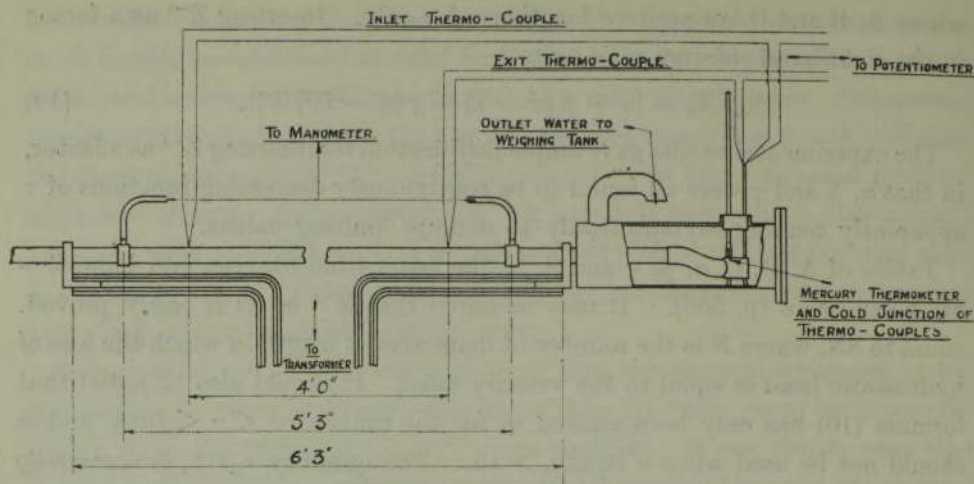 INLET THERMO-COUPLE.
EXIT THERMO-COUPLE.
TO POTENTIOMETER
TO MANOMETER
OUTLET WATER TO
WEIGHING TANK.
MERCURY THERMOMETER
AND COLD JUNCTION OF
THERMO-COUPLES
TO
TRANSFORMER
4'0"
5'3"
6'3"